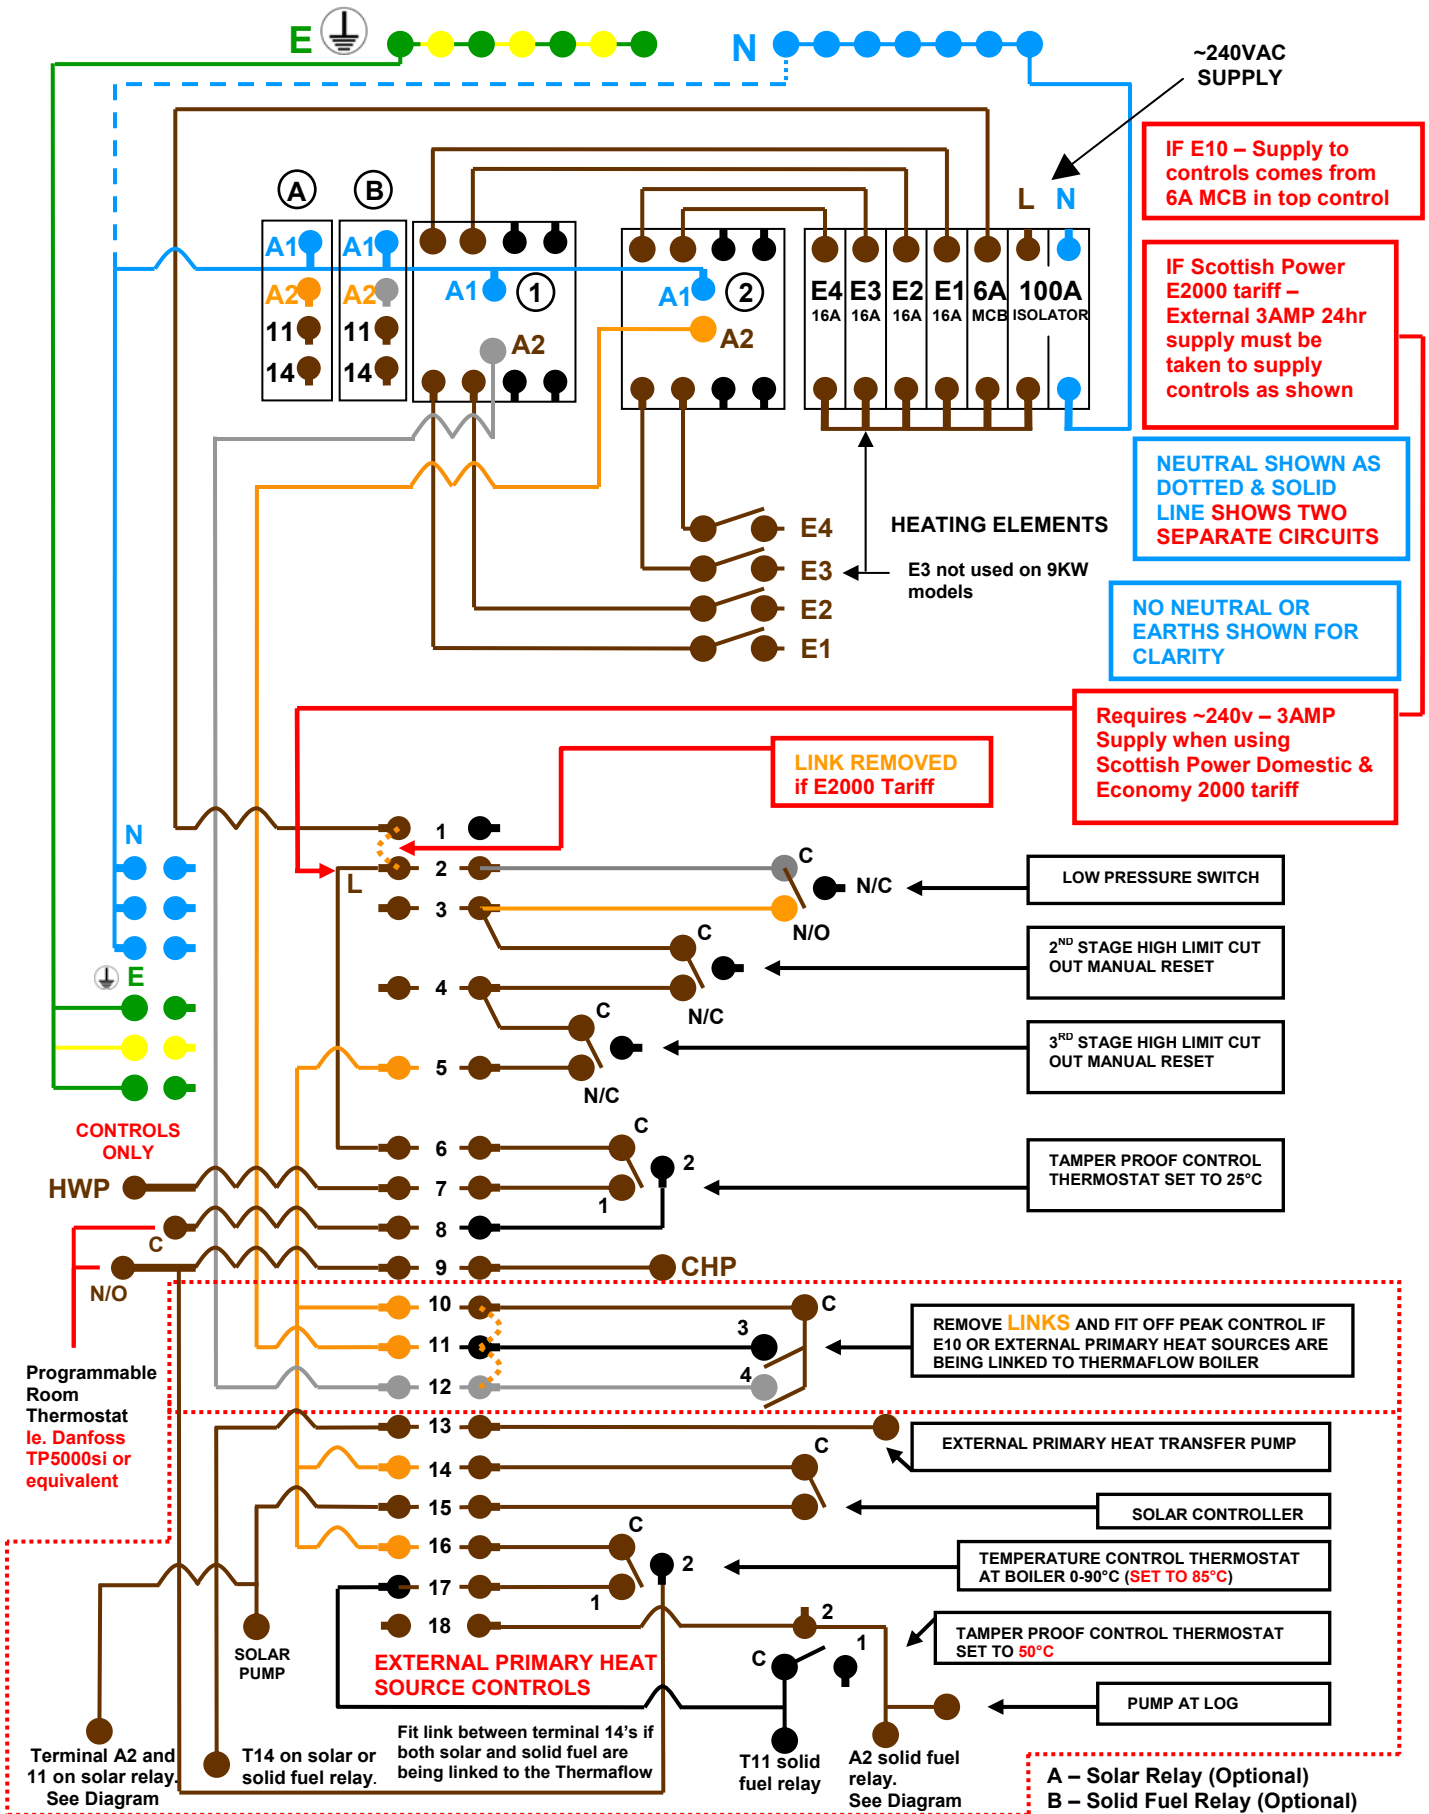 E
N
~240VAC
SUPPLY
IF E10 – Supply to
controls comes from
6A MCB in top control
A
B
L N
A1
A2
11
14
A1
A2
11
14
A1
1
A2
A1
2
A2
E4
16A
E3
16A
E2
16A
E1
16A
6A
MCB
100A
ISOLATOR
IF Scottish Power
E2000 tariff –
External 3AMP 24hr
supply must be
taken to supply
controls as shown
NEUTRAL SHOWN AS
DOTTED & SOLID
LINE SHOWS TWO
SEPARATE CIRCUITS
E4
E3
E2
E1
HEATING ELEMENTS
E3 not used on 9KW
models
NO NEUTRAL OR
EARTHS SHOWN FOR
CLARITY
Requires ~240v – 3AMP
Supply when using
Scottish Power Domestic &
Economy 2000 tariff
LINK REMOVED
if E2000 Tariff
N
1
L
2
C
N/C
LOW PRESSURE SWITCH
3
N/O
C
2ND STAGE HIGH LIMIT CUT
OUT MANUAL RESET
E
4
N/C
C
3RD STAGE HIGH LIMIT CUT
OUT MANUAL RESET
5
N/C
CONTROLS
ONLY
6
C
2
TAMPER PROOF CONTROL
THERMOSTAT SET TO 25°C
HWP
7
1
C
8
N/O
9
CHP
10
C
REMOVE LINKS AND FIT OFF PEAK CONTROL IF
E10 OR EXTERNAL PRIMARY HEAT SOURCES ARE
BEING LINKED TO THERMAFLOW BOILER
11
3
12
4
Programmable
Room
Thermostat
Ie. Danfoss
TP5000si or
equivalent
13
EXTERNAL PRIMARY HEAT TRANSFER PUMP
14
C
15
SOLAR CONTROLLER
16
C
2
TEMPERATURE CONTROL THERMOSTAT
AT BOILER 0-90°C (SET TO 85°C)
17
1
18
2
SOLAR
PUMP
C
1
TAMPER PROOF CONTROL THERMOSTAT
SET TO 50°C
EXTERNAL PRIMARY HEAT
SOURCE CONTROLS
PUMP AT LOG
Terminal A2 and
11 on solar relay.
See Diagram
T14 on solar or
solid fuel relay.
Fit link between terminal 14's if
both solar and solid fuel are
being linked to the Thermaflow
T11 solid
fuel relay
A2 solid fuel
relay.
See Diagram
A – Solar Relay (Optional)
B – Solid Fuel Relay (Optional)